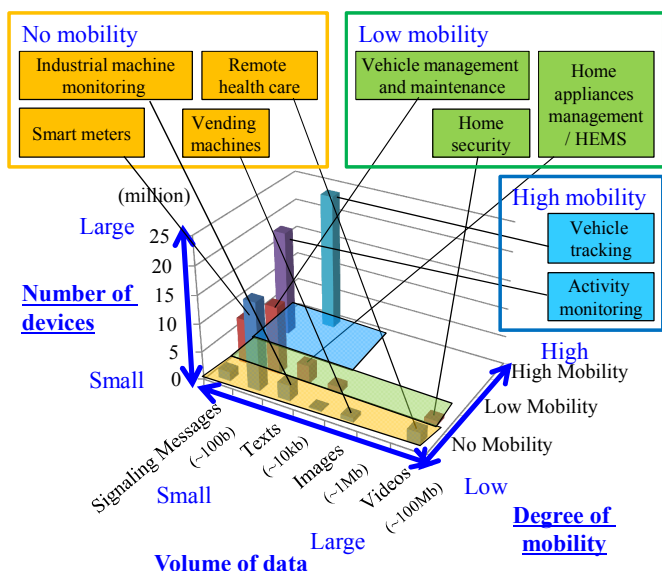 No mobility
Industrial machine
monitoring
Remote
health care
Smart meters
Vending
machines
Low mobility
Vehicle management
and maintenance
Home
appliances
management
/ HEMS
Home
security
High mobility
Vehicle
tracking
Activity
monitoring
(million)
Large
25
20
15
10
5
0
Number of
devices
Small
High
High Mobility
Low Mobility
No Mobility
Low
Degree of
mobility
Signaling Messages
(~100b)
Texts
(~10kb)
Images
(~1Mb)
Videos
(~100Mb)
Small
Large
Volume of data